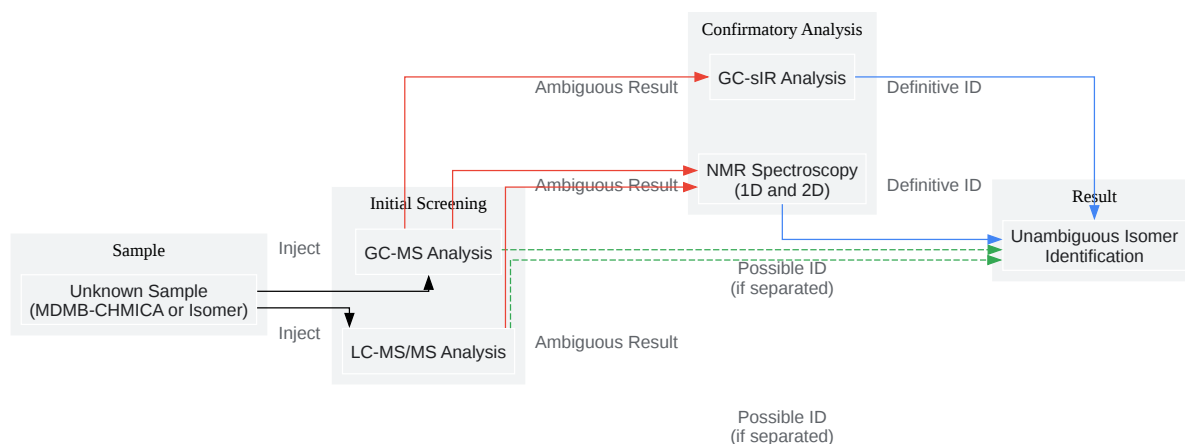 Confirmatory Analysis
GC-sIR Analysis
Ambiguous Result
Definitive ID
NMR Spectroscopy
(1D and 2D)
Ambiguous Result
Definitive ID
Initial Screening
Result
Sample
Inject
GC-MS Analysis
Unambiguous Isomer
Identification
Possible ID
(if separated)
Unknown Sample
(MDMB-CHMICA or Isomer)
Inject
LC-MS/MS Analysis
Ambiguous Result
Possible ID
(if separated)